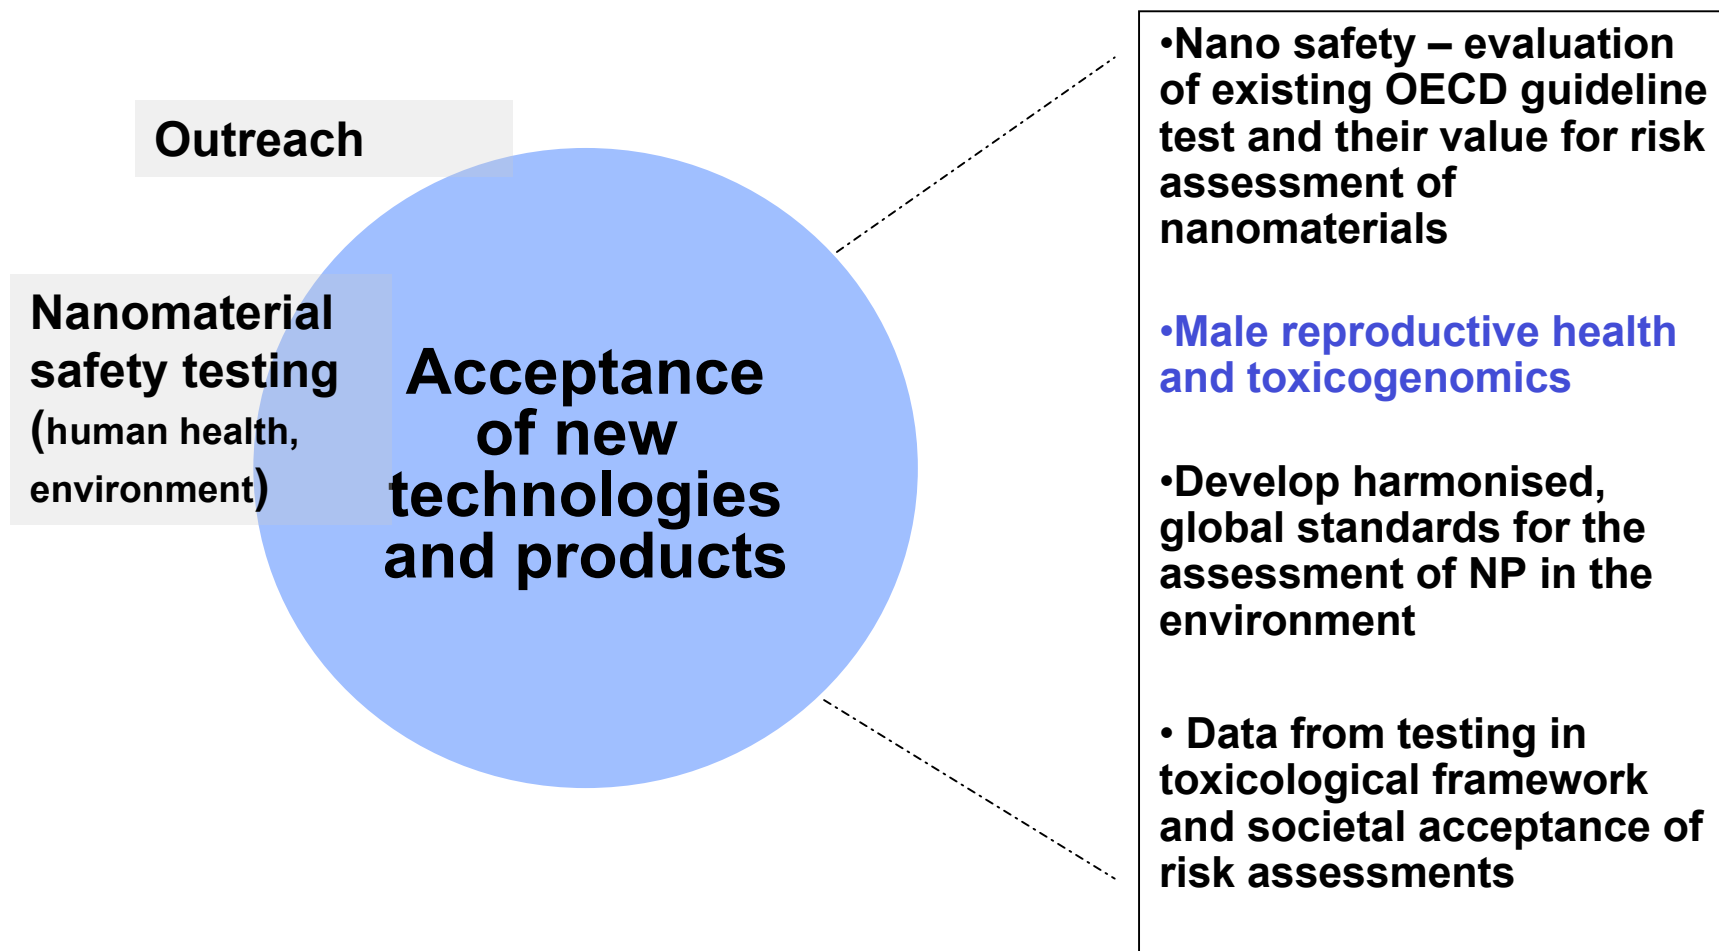 Outreach
Nanomaterial
safety testing
(human health,
environment)
Acceptance
of new
technologies
and products
•Nano safety – evaluation
of existing OECD guideline
test and their value for risk
assessment of
nanomaterials
•Male reproductive health
and toxicogenomics
•Develop harmonised,
global standards for the
assessment of NP in the
environment
• Data from testing in
toxicological framework
and societal acceptance of
risk assessments